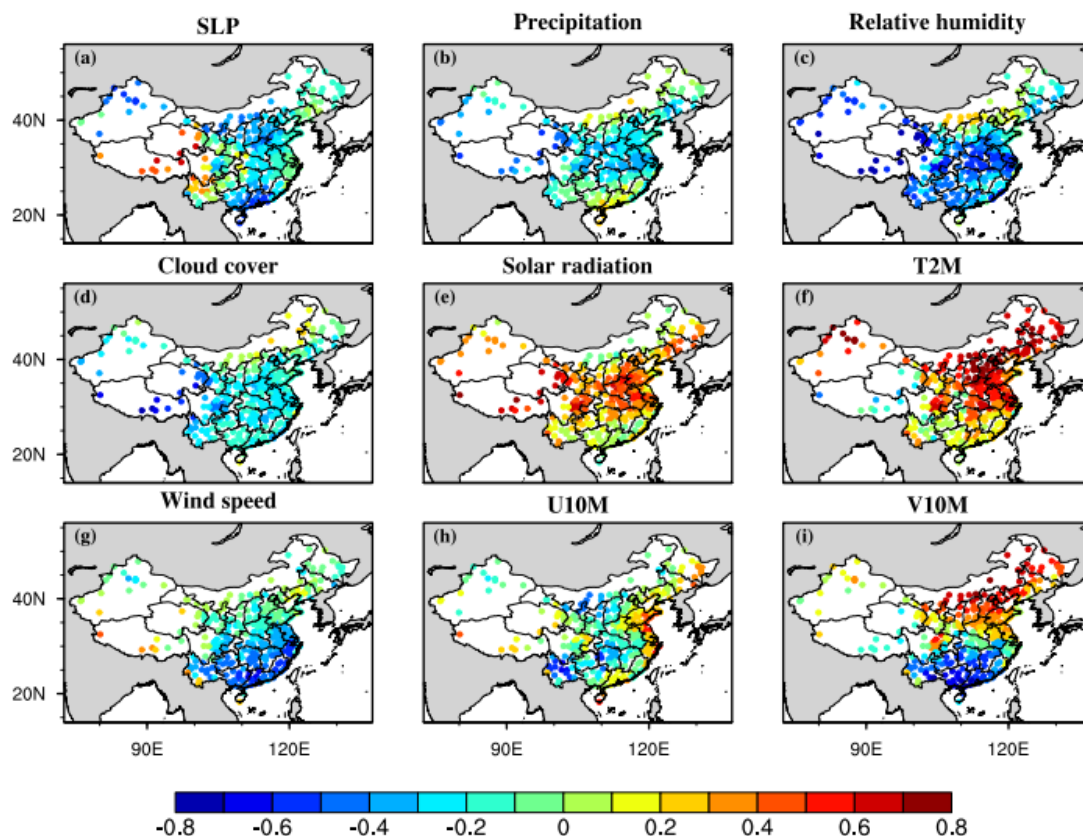 SLP Precipitation Relative humidity
(a) (b) (c)
40N
20N
Cloud cover Solar radiation T2M
(d) (e) (f)
40N
20N
Wind speed U10M V10M
(g) (h) (i)
40N
20N
90E 120E 90E 120E 90E 120E
-0.8 -0.6 -0.4 -0.2 0 0.2 0.4 0.6 0.8